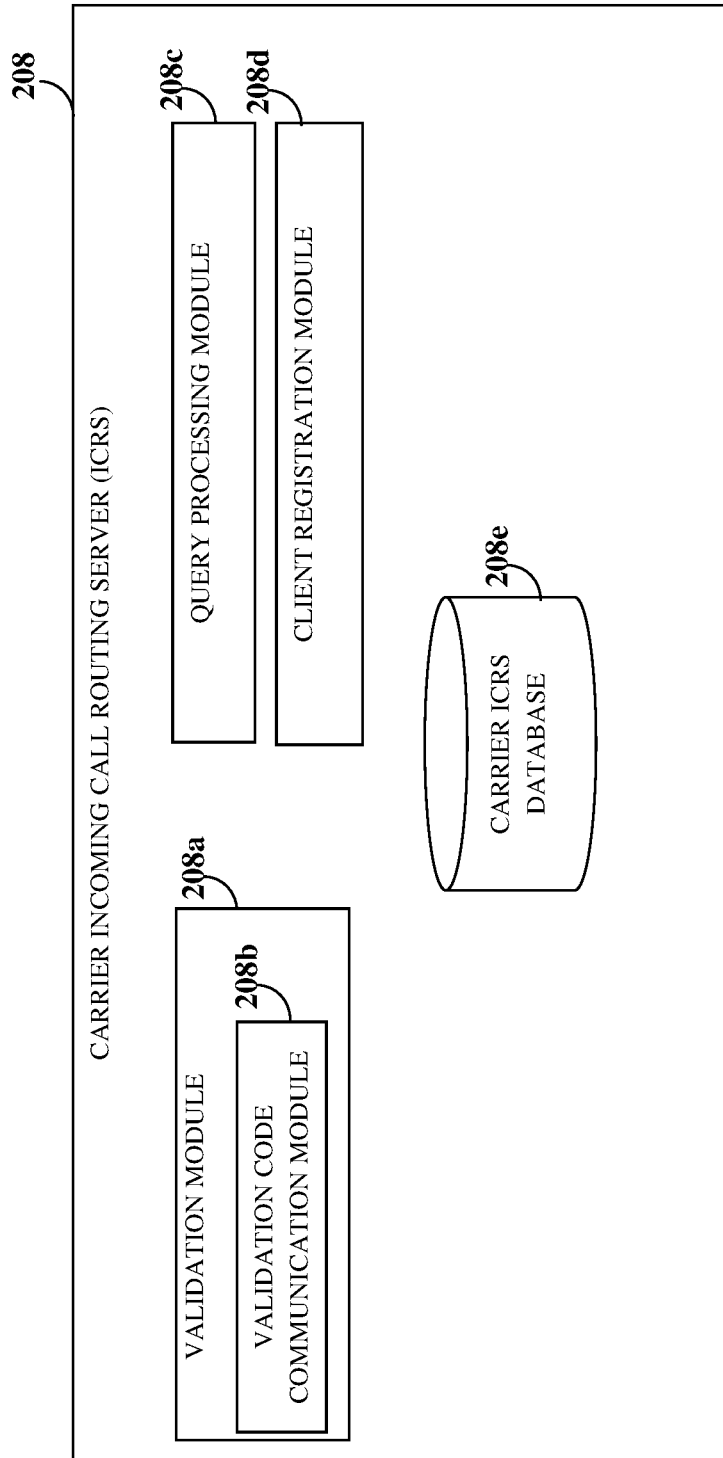 208
CARRIER INCOMING CALL ROUTING SERVER (ICRS)
208a
VALIDATION MODULE
208b
VALIDATION CODE
COMMUNICATION MODULE
208c
QUERY PROCESSING MODULE
208d
CLIENT REGISTRATION MODULE
208e
CARRIER ICRS
DATABASE